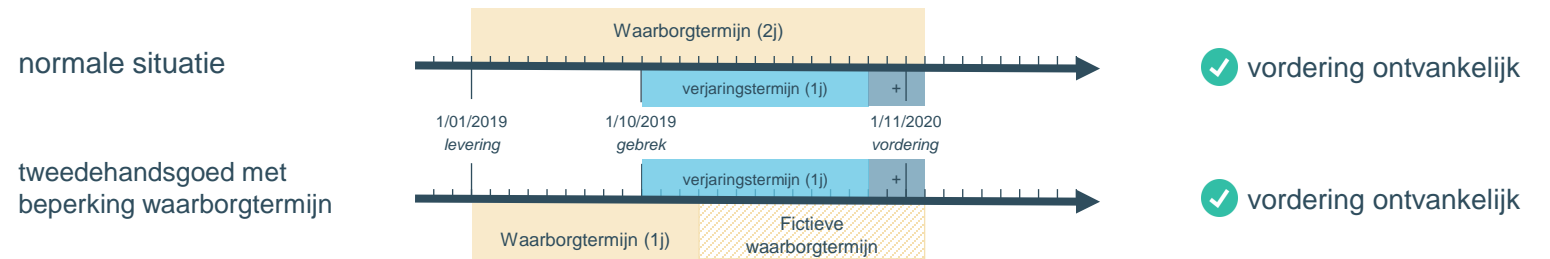 Waarborgtermijn (2j)
normale situatie
vordering ontvankelijk
verjaringstermijn (1j)
+
1/01/2019
1/10/2019
1/11/2020
levering
gebrek
vordering
tweedehandsgoed met
beperking waarborgtermijn
verjaringstermijn (1j)
+
vordering ontvankelijk
Waarborgtermijn (1j)
Fictieve
waarborgtermijn